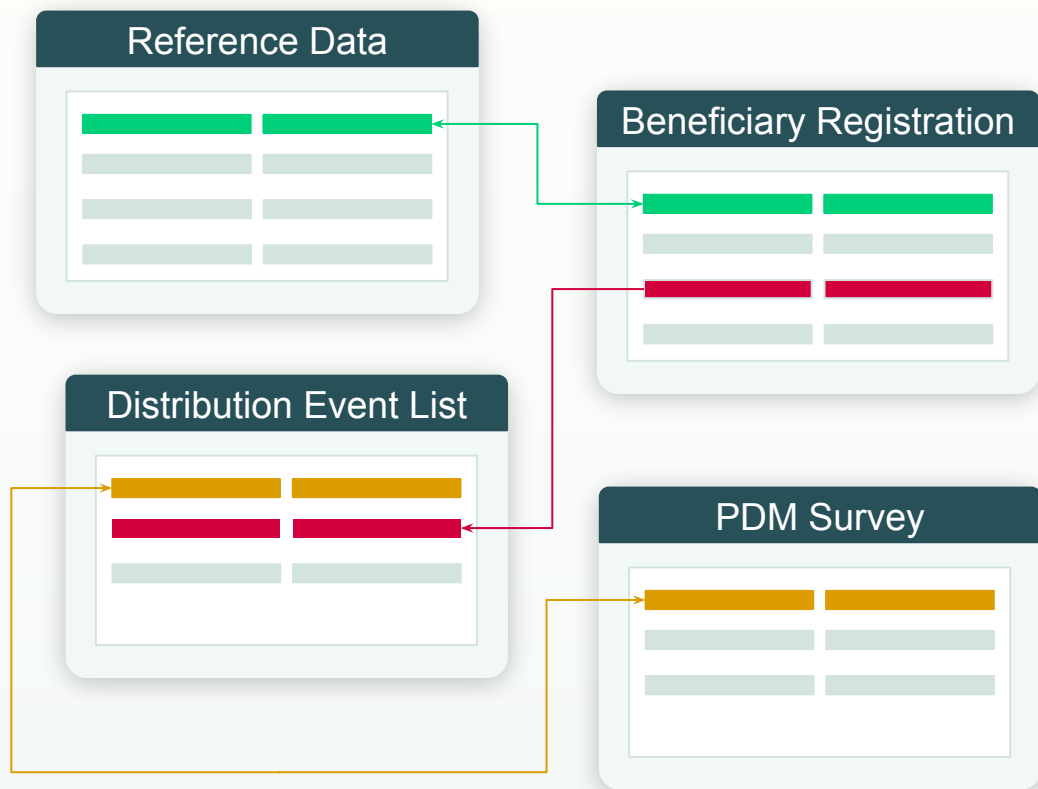 Reference Data
Beneficiary Registration
Distribution Event List
PDM Survey